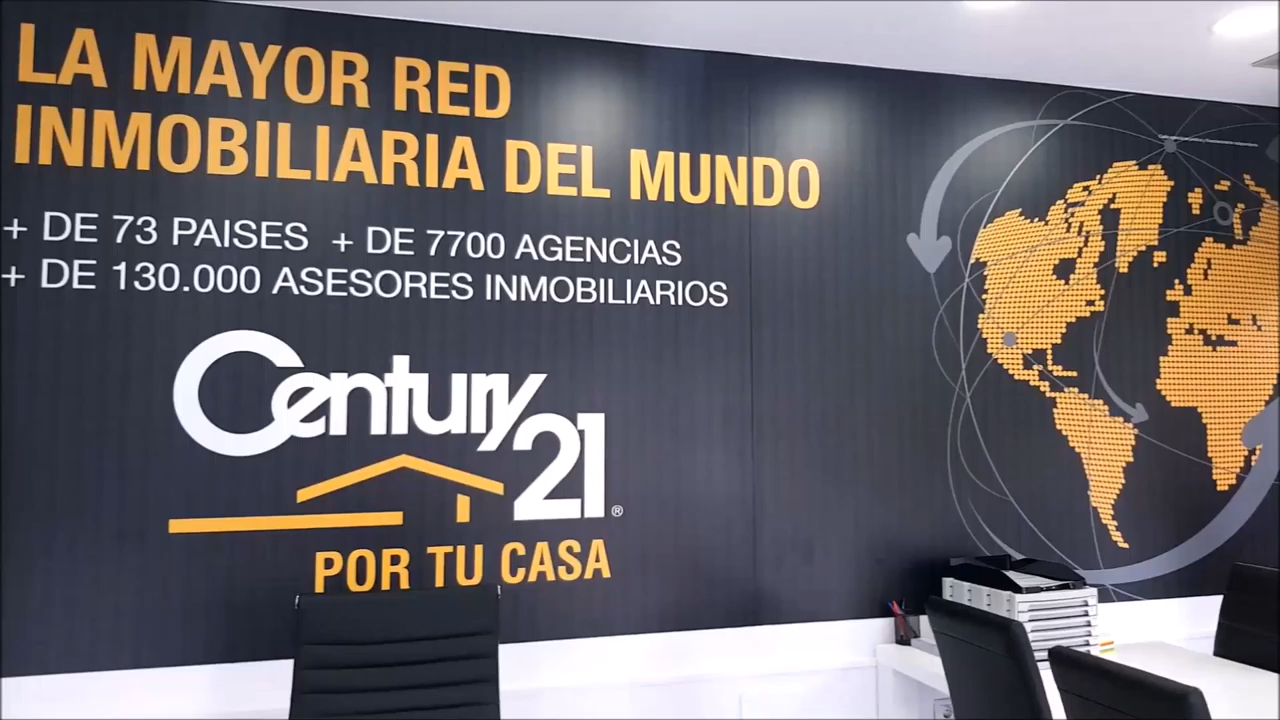 LA MAYOR RED
INMOBILIARIA DEL MUNDO
+ DE 73 PAISES + DE 7700 AGENCIAS
+ DE 130.000 ASESORES INMOBILIARIOS
Century
21®
POR TU CASA